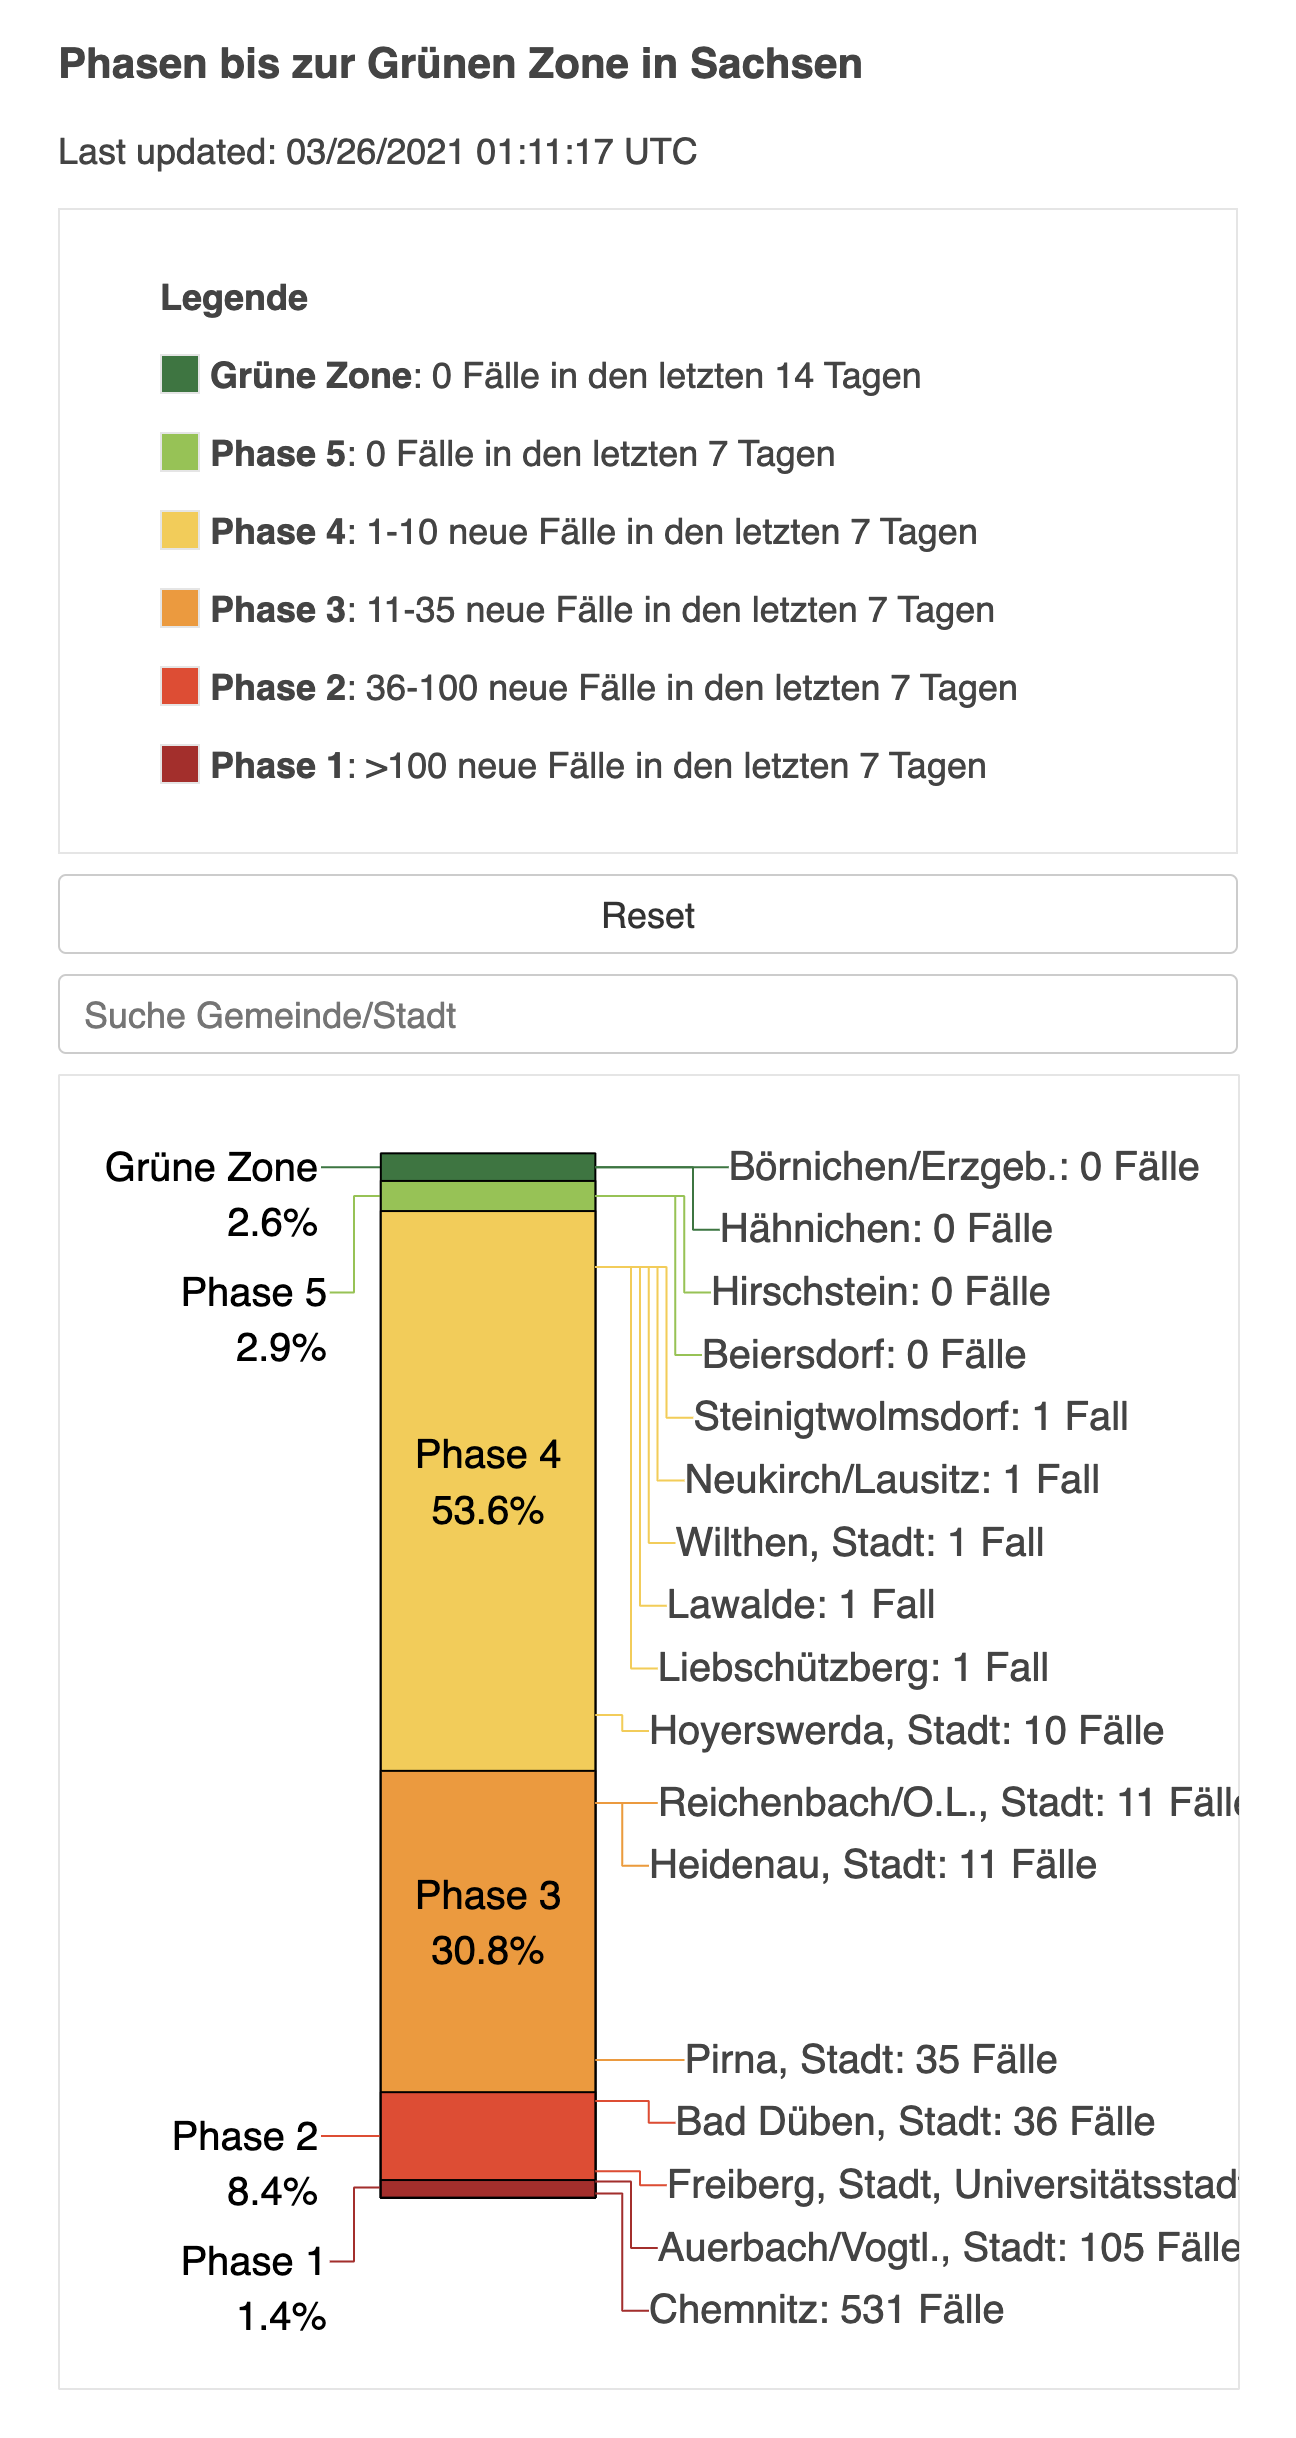 Phasen bis zur Grünen Zone in Sachsen
Last updated: 03/26/2021 01:11:17 UTC
Legende
Grüne Zone: 0 Fälle in den letzten 14 Tagen
Phase 5: 0 Fälle in den letzten 7 Tagen
Phase 4: 1-10 neue Fälle in den letzten 7 Tagen
Phase 3: 11-35 neue Fälle in den letzten 7 Tagen
Phase 2: 36-100 neue Fälle in den letzten 7 Tagen
Phase 1: >100 neue Fälle in den letzten 7 Tagen
Reset
Suche Gemeinde/Stadt
Grüne Zone
2.6%
Phase 5
2.9%
Phase 4
53.6%
Phase 3
30.8%
Phase 2
8.4%
Phase 1
1.4%
Börnichen/Erzgeb.: 0 Fälle
Hähnichen: 0 Fälle
Hirschstein: 0 Fälle
Beiersdorf: 0 Fälle
Steinigtwolmsdorf: 1 Fall
Neukirch/Lausitz: 1 Fall
Wilthen, Stadt: 1 Fall
Lawalde: 1 Fall
Liebschützberg: 1 Fall
Hoyerswerda, Stadt: 10 Fälle
Reichenbach/O.L., Stadt: 11 Fälle
Heidenau, Stadt: 11 Fälle
Pirna, Stadt: 35 Fälle
Bad Düben, Stadt: 36 Fälle
Freiberg, Stadt, Universitätsstad
Auerbach/Vogtl., Stadt: 105 Fälle
Chemnitz: 531 Fälle